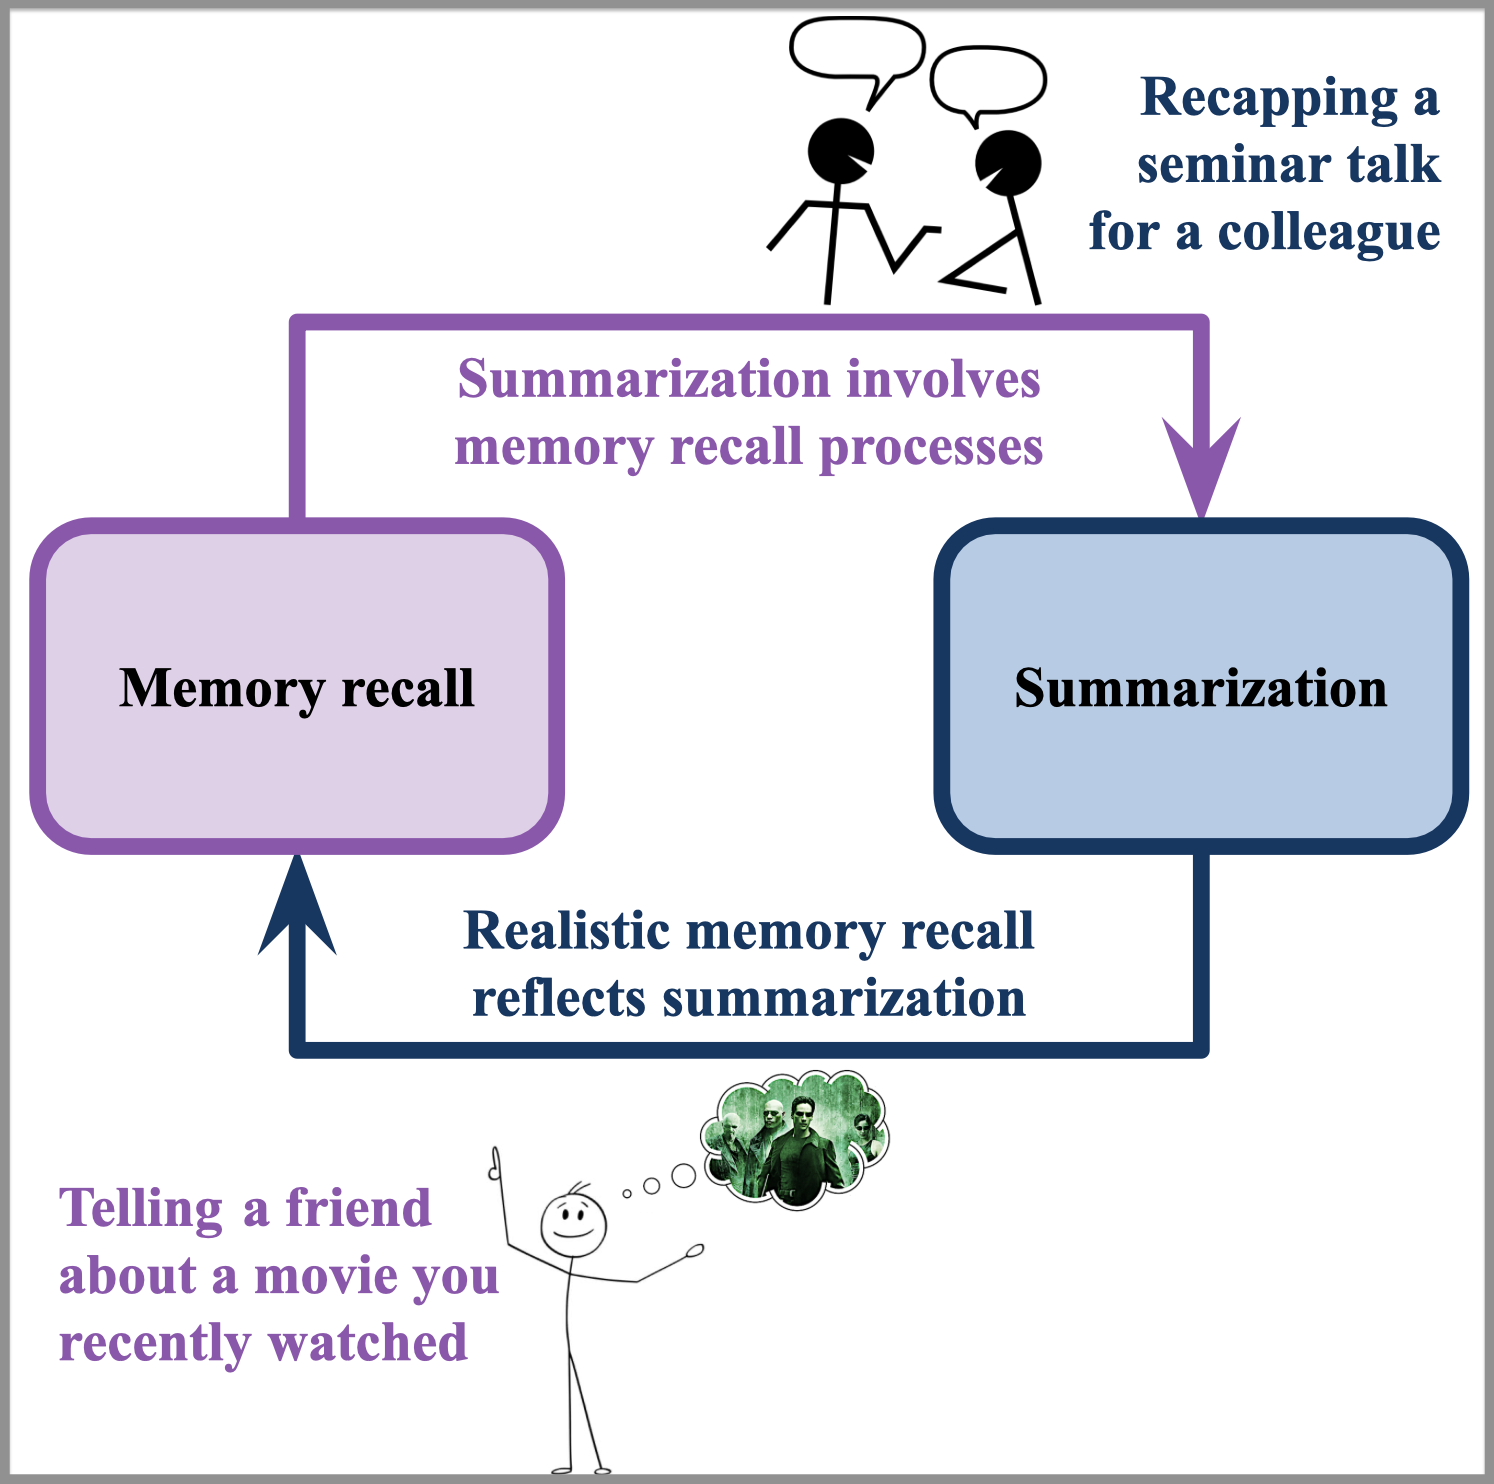 Recapping a
seminar talk
for a colleague
Summarization involves
memory recall processes
Memory recall
Summarization
Realistic memory recall
reflects summarization
Telling a friend
about a movie you
recently watched